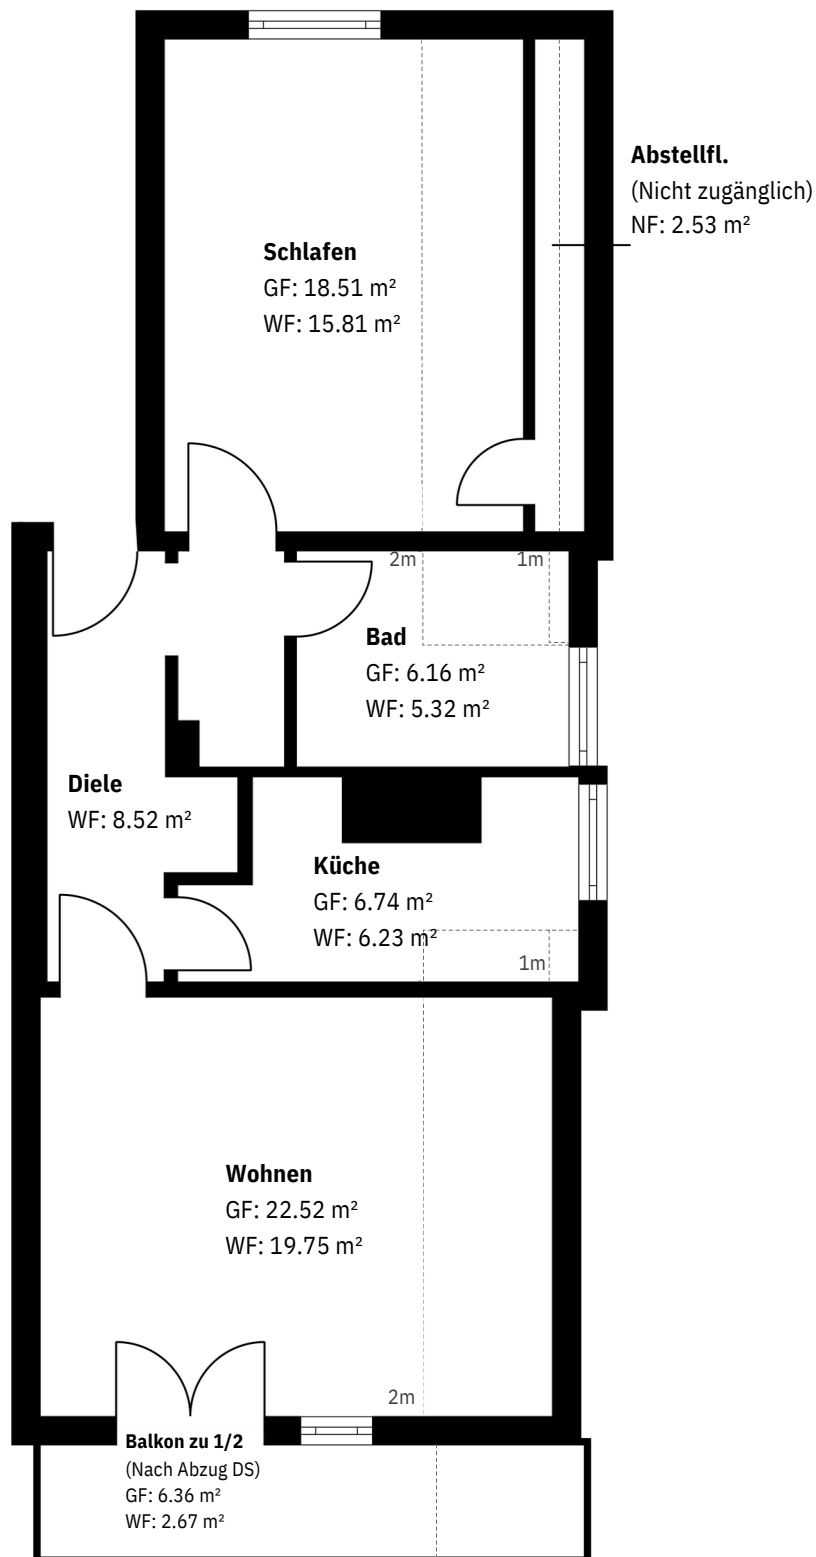 Abstellfl.
(Nicht zugänglich)
NF: 2.53 m²
Schlafen
GF: 18.51 m²
WF: 15.81 m²
2m
1m
Bad
GF: 6.16 m²
WF: 5.32 m²
Diele
WF: 8.52 m²
Küche
GF: 6.74 m²
WF: 6.23 m²
1m
Wohnen
GF: 22.52 m²
WF: 19.75 m²
2m
Balkon zu 1/2
(Nach Abzug DS)
GF: 6.36 m²
WF: 2.67 m²